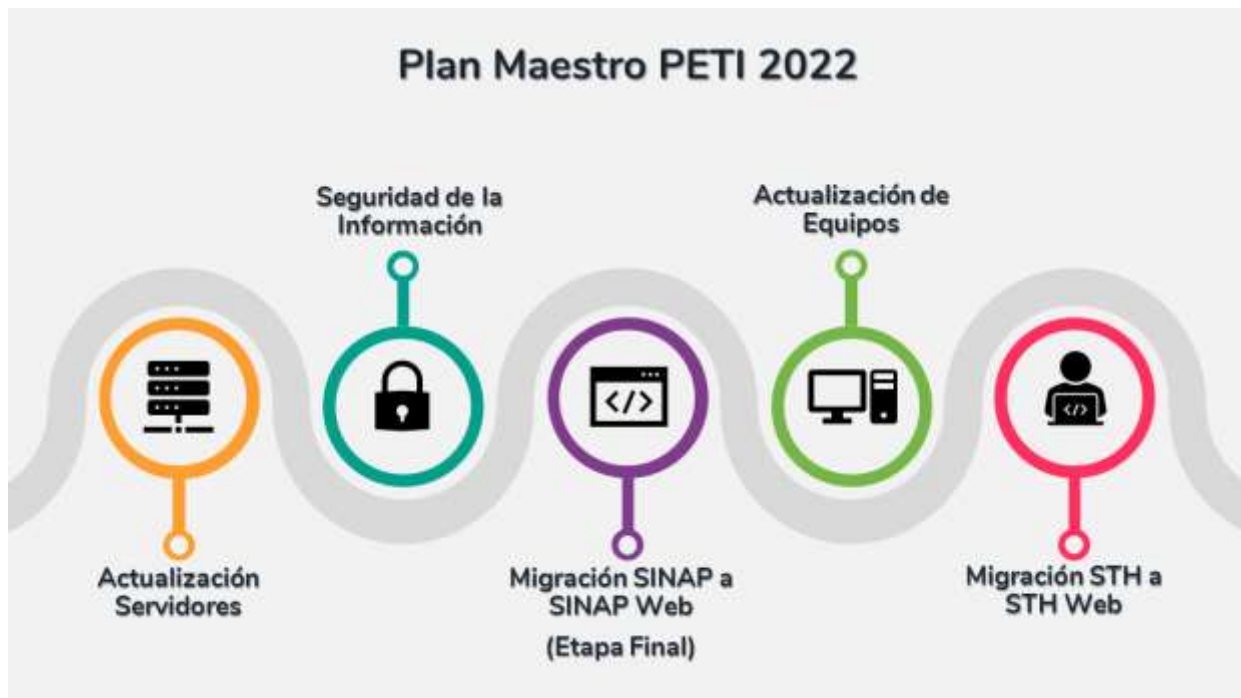 Plan Maestro PETI 2022
Seguridad de la
Información
Actualización de
Equipos
</>
</>
Actualización
Servidores
Migración SINAP a
SINAP Web
(Etapa Final)
Migración STH a
STH Web